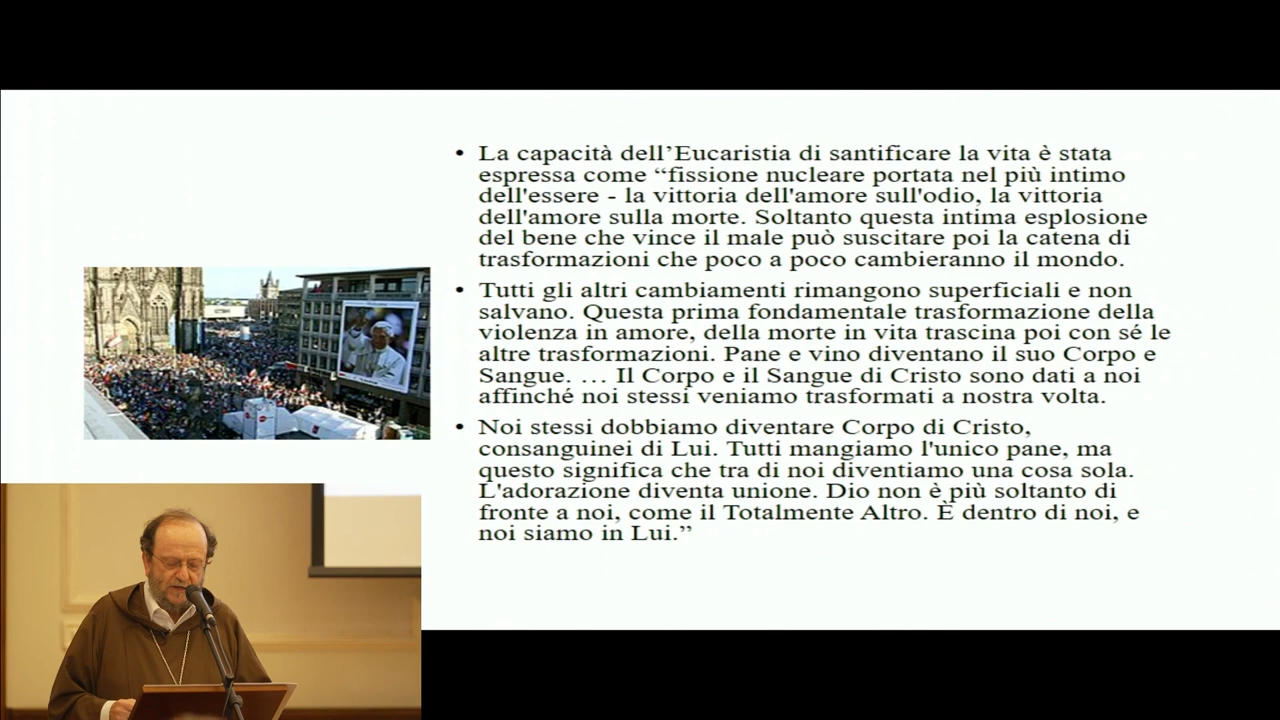 • La capacità dell’Eucaristia di santificare la vita è stata
espressa come “fissione nucleare portata nel più intimo
dell'essere - la vittoria dell'amore sull'odio, la vittoria
dell'amore sulla morte. Soltanto questa intima esplosione
del bene che vince il male può suscitare poi la catena di
trasformazioni che poco a poco cambieranno il mondo.
• Tutti gli altri cambiamenti rimangono superficiali e non
salvano. Questa prima fondamentale trasformazione della
violenza in amore, della morte in vita trascina poi con sé le
altre trasformazioni. Pane e vino diventano il suo Corpo e
Sangue. … Il Corpo e il Sangue di Cristo sono dati a noi
affinché noi stessi veniamo trasformati a nostra volta.
• Noi stessi dobbiamo diventare Corpo di Cristo,
consanguinei di Lui. Tutti mangiamo l'unico pane, ma
questo significa che tra di noi diventiamo una cosa sola.
L'adorazione diventa unione. Dio non è più soltanto di
fronte a noi, come il Totalmente Altro. È dentro di noi, e
noi siamo in Lui.”